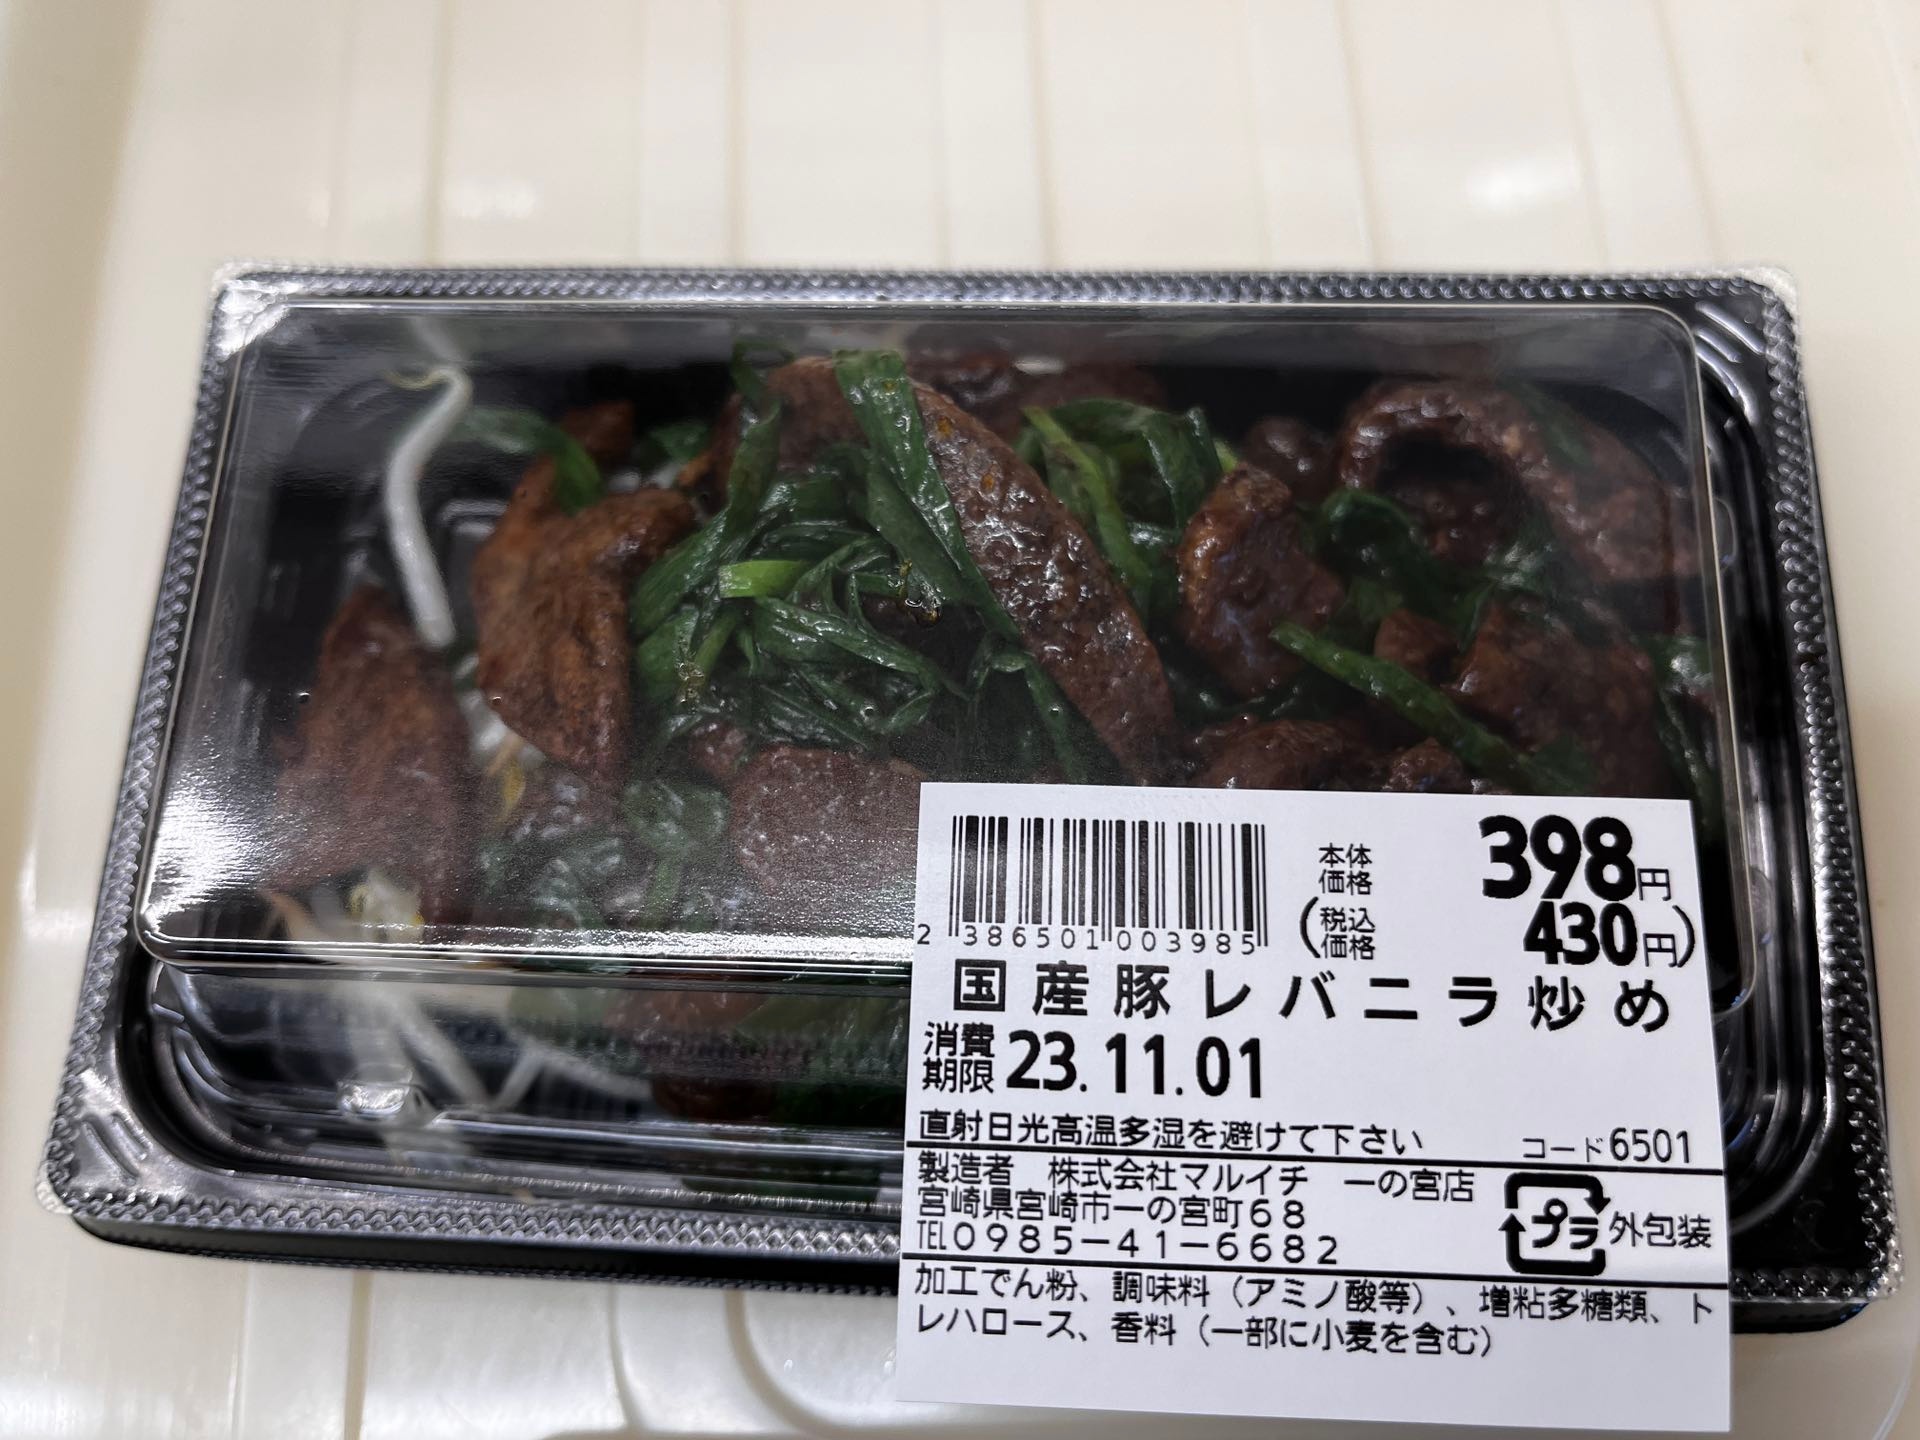 本体価格 398円
(税込価格 430円)
2 386501 003985
国産豚レバニラ炒め
消費期限 23.11.01
直射日光高温多湿を避けて下さい コード6501
製造者 株式会社マルイチ 一の宮店
宮崎県宮崎市一の宮町68
TEL0985-41-6682
プラ 外包装
加工でん粉、調味料(アミノ酸等)、増粘多糖類、ト
レハロース、香料(一部に小麦を含む)